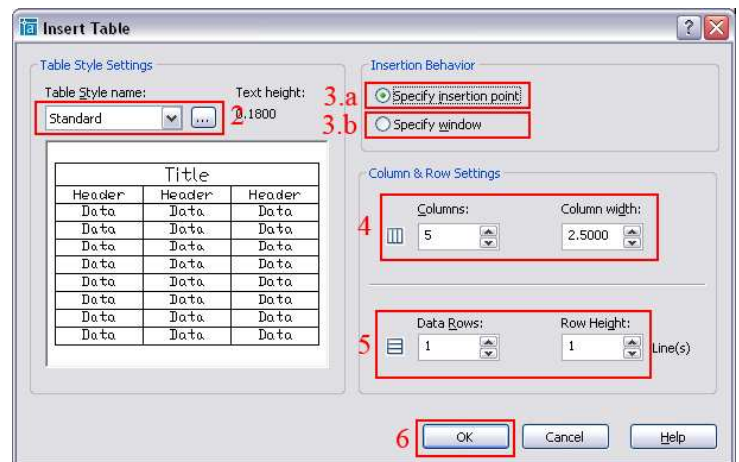 Insert Table
Table Style Settings
Table Style name:
Text height:
Standard
...
2
0.1800
Title
Header Header Header
Data Data Data
Data Data Data
Data Data Data
Data Data Data
Data Data Data
Data Data Data
Data Data Data
Data Data Data
Insertion Behavior
3.a
Specify insertion point
3.b
Specify window
Column & Row Settings
4
Columns:
Column width:
5
2.5000
5
Data Rows:
Row Height:
1
1
Line(s)
6
OK
Cancel
Help